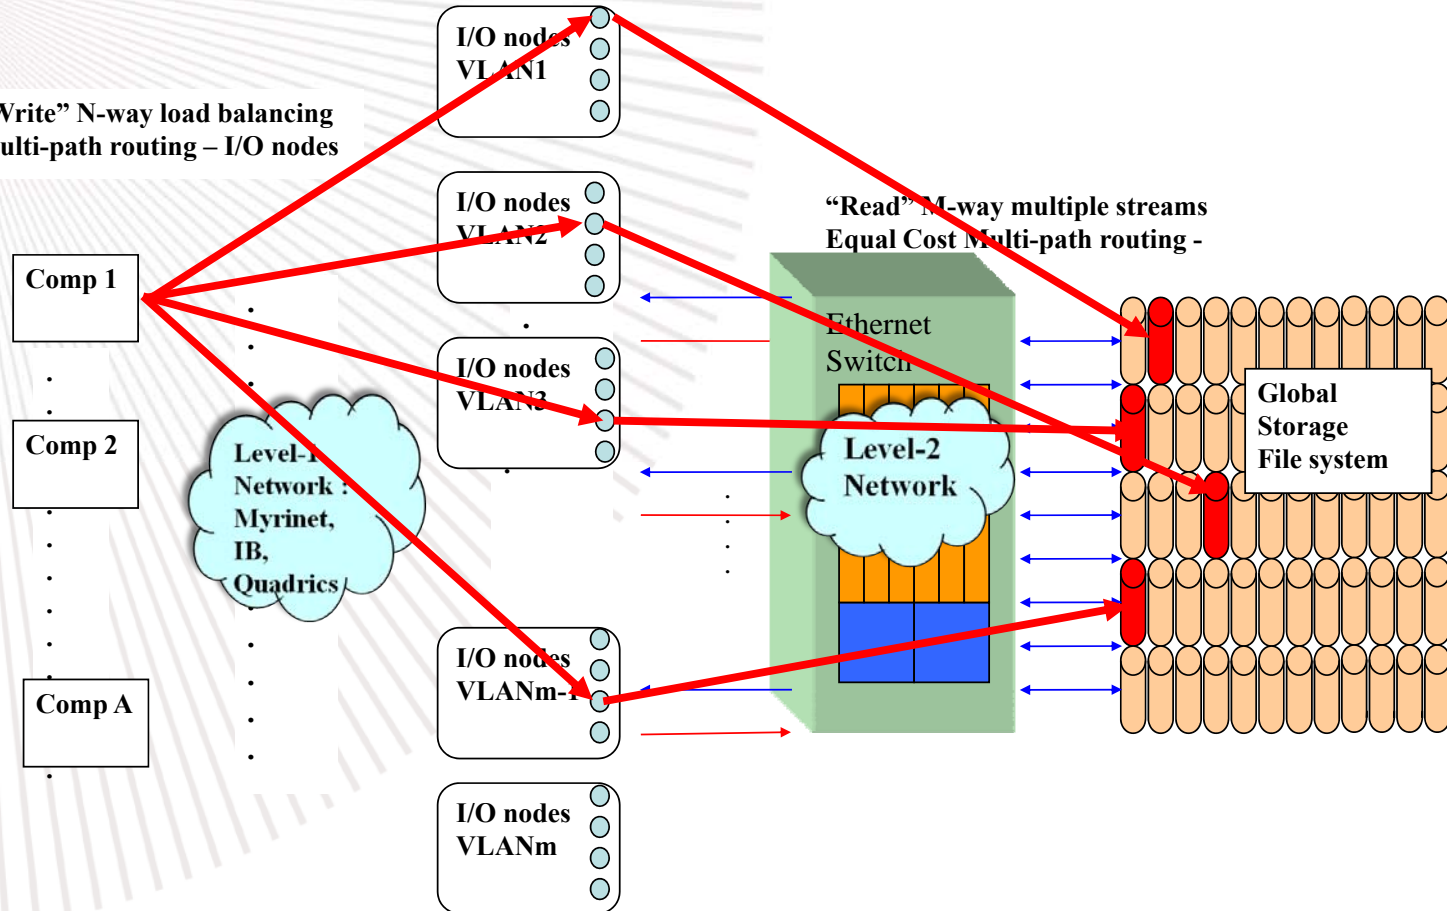 I/O nodes
VLAN1
Write” N-way load balancing
ulti-path routing – I/O nodes
I/O nodes
VLAN2
“Read” M-way multiple streams
Equal Cost Multi-path routing -
Comp 1
Ethernet
Switch
I/O nodes
VLAN3
Global
Storage
File system
Comp 2
Level-1
Network :
Myrinet,
IB,
Quadrics
Level-2
Network
I/O nodes
VLANm-1
Comp A
I/O nodes
VLANm